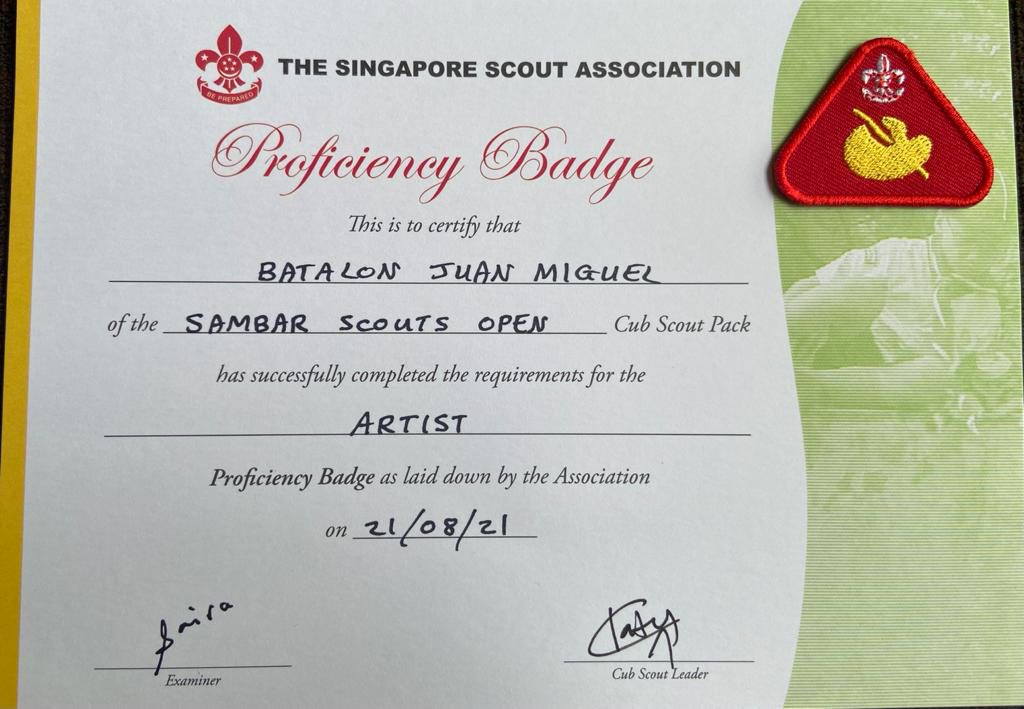 BE PREPARED
THE SINGAPORE SCOUT ASSOCIATION
Proficiency Badge
This is to certify that
BATALON JUAN MIGUEL
of the SAMBAR SCOUTS OPEN Cub Scout Pack
has successfully completed the requirements for the
ARTIST
Proficiency Badge as laid down by the Association
on 21/08/21
Examiner
Cub Scout Leader